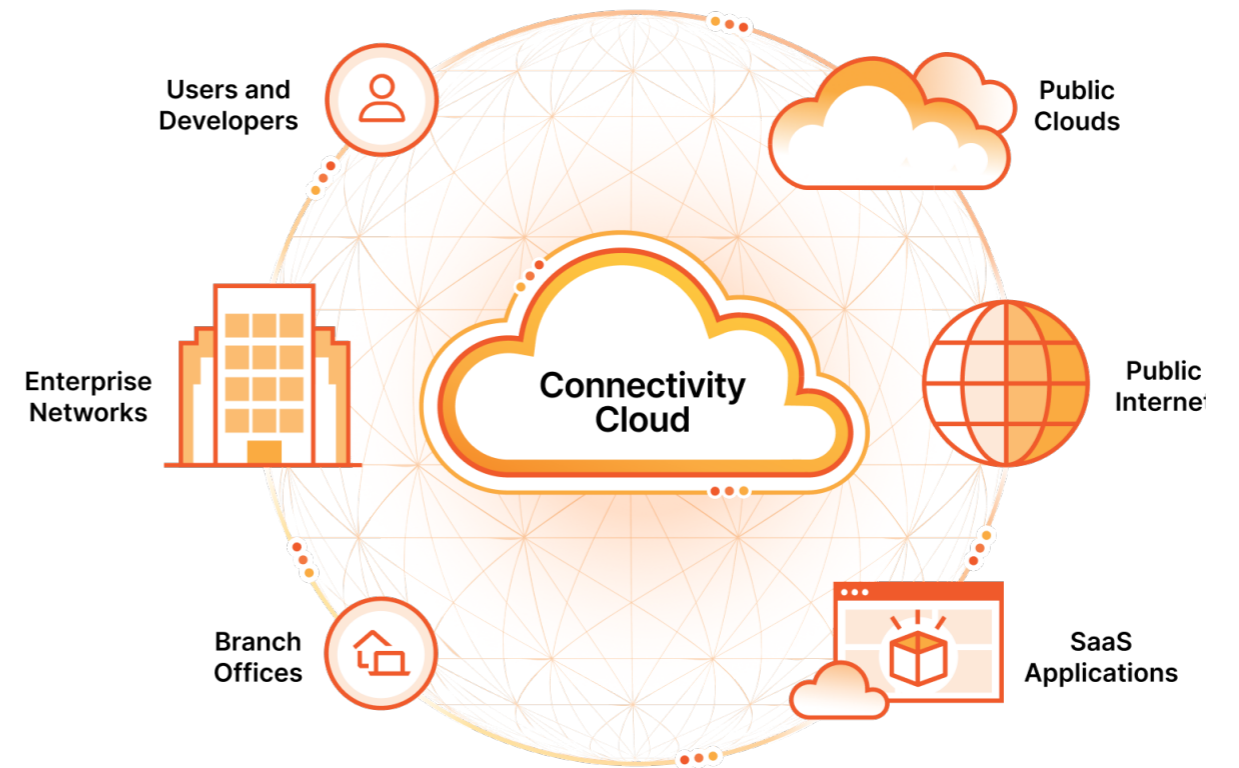 Users and
Developers
Public
Clouds
Enterprise
Networks
Connectivity
Cloud
Public
Internet
Branch
Offices
SaaS
Applications